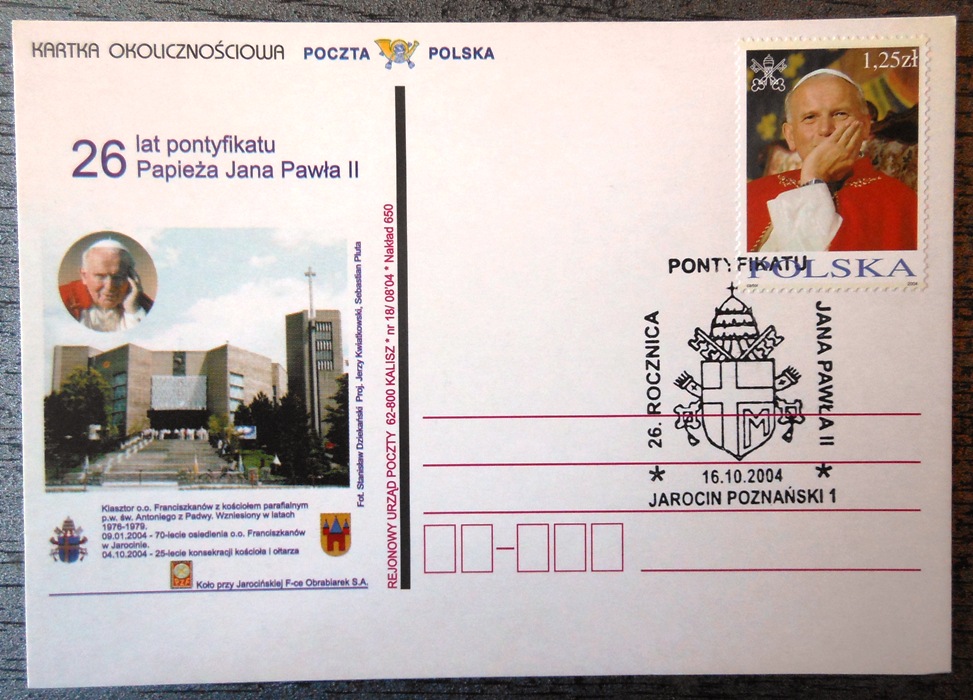 KARTKA OKOLICZNOŚCIOWA
POCZTA POLSKA
26 lat pontyfikatu
Papieża Jana Pawła II
Fot. Stanisław Dziekański Proj. Jerzy Kwiatkowski, Sebastian Pluta
Klasztor o.o. Franciszkanów z kościołem parafialnym
p.w. św. Antoniego z Padwy. Wzniesiony w latach
1976-1979.
09.01.2004 - 70-lecie osiedlenia o.o. Franciszkanów
w Jarocinie.
04.10.2004 - 25-lecie konsekracji kościoła i ołtarza
Koło przy Jarocińskiej F-ce Obrabiarek S.A.
REJONOWY URZĄD POCZTY 62-800 KALISZ * nr 18/ 08'04 * Nakład 650
1,25zł
POLSKA
2004
26. ROCZNICA
PONTYFIKATU
JANA PAWŁA II
M
* 16.10.2004 *
JAROCIN POZNAŃSKI 1